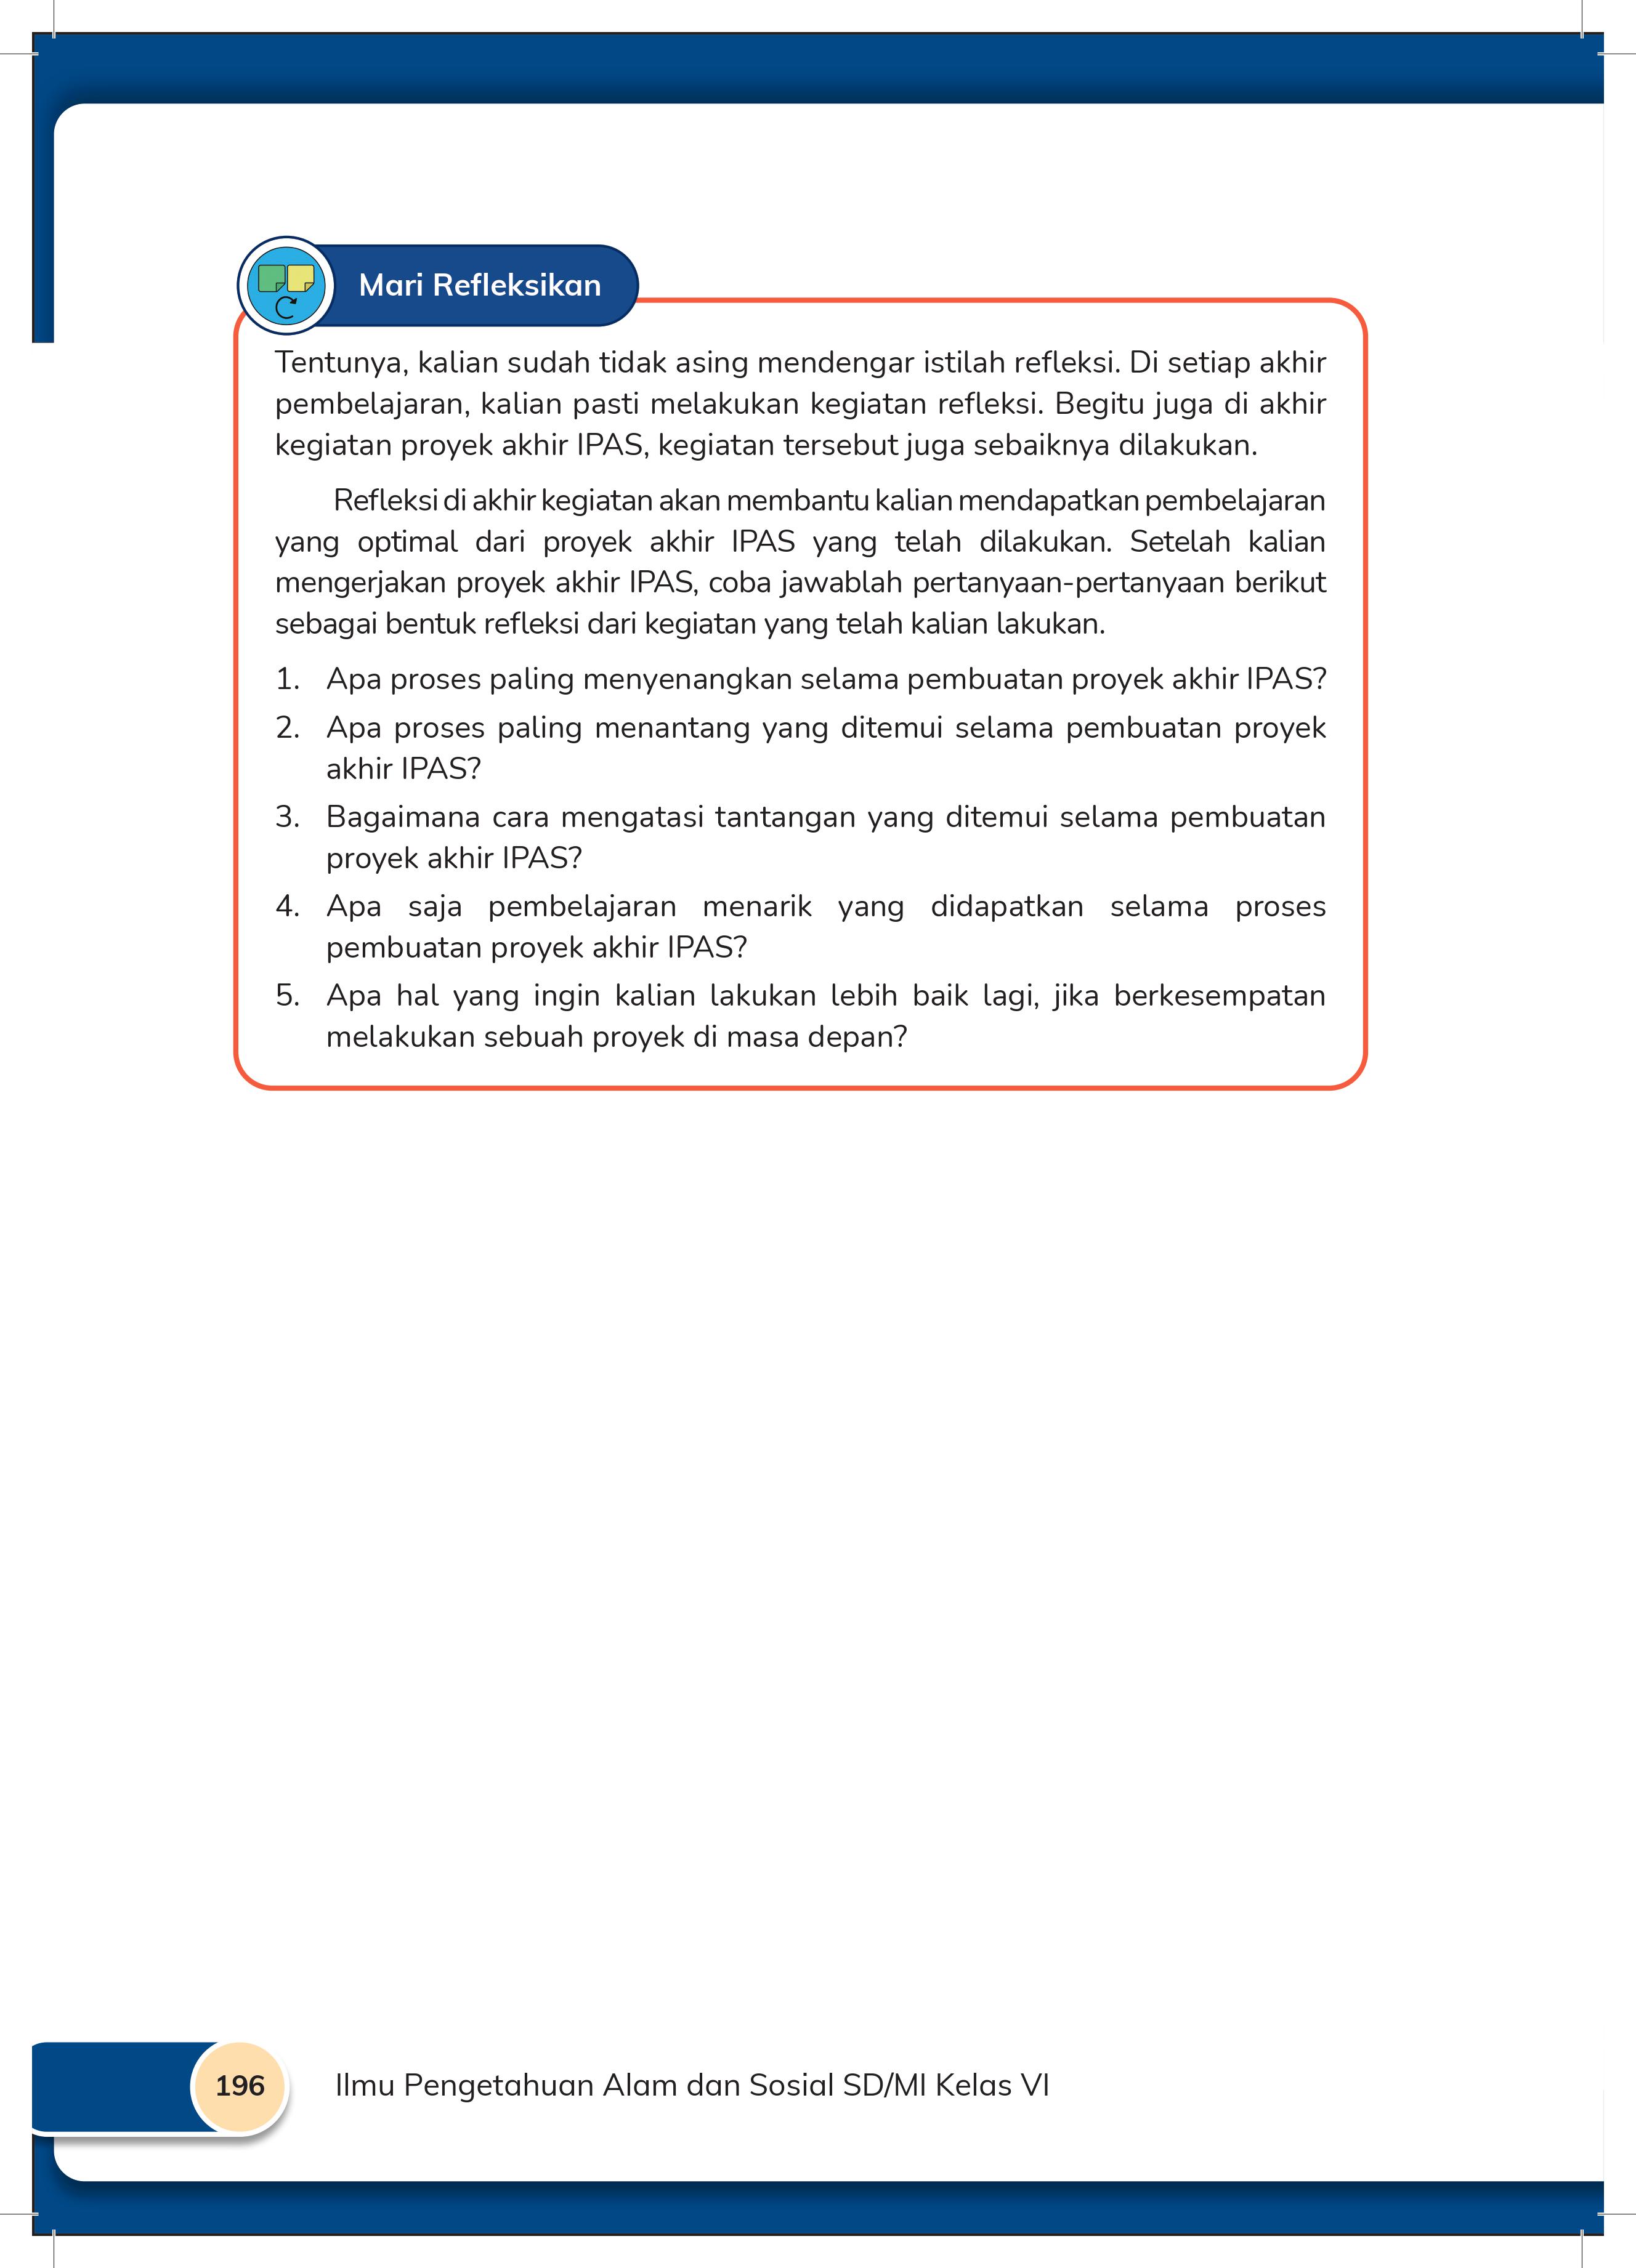 Mari Refleksikan
Tentunya, kalian sudah tidak asing mendengar istilah refleksi. Di setiap akhir
pembelajaran, kalian pasti melakukan kegiatan refleksi. Begitu juga di akhir
kegiatan proyek akhir IPAS, kegiatan tersebut juga sebaiknya dilakukan.
Refleksi di akhir kegiatan akan membantu kalian mendapatkan pembelajaran
yang optimal dari proyek akhir IPAS yang telah dilakukan. Setelah kalian
mengerjakan proyek akhir IPAS, coba jawablah pertanyaan-pertanyaan berikut
sebagai bentuk refleksi dari kegiatan yang telah kalian lakukan.
1. Apa proses paling menyenangkan selama pembuatan proyek akhir IPAS?
2. Apa proses paling menantang yang ditemui selama pembuatan proyek
akhir IPAS?
3. Bagaimana cara mengatasi tantangan yang ditemui selama pembuatan
proyek akhir IPAS?
4. Apa saja pembelajaran menarik yang didapatkan selama proses
pembuatan proyek akhir IPAS?
5. Apa hal yang ingin kalian lakukan lebih baik lagi, jika berkesempatan
melakukan sebuah proyek di masa depan?
196 Ilmu Pengetahuan Alam dan Sosial SD/MI Kelas VI